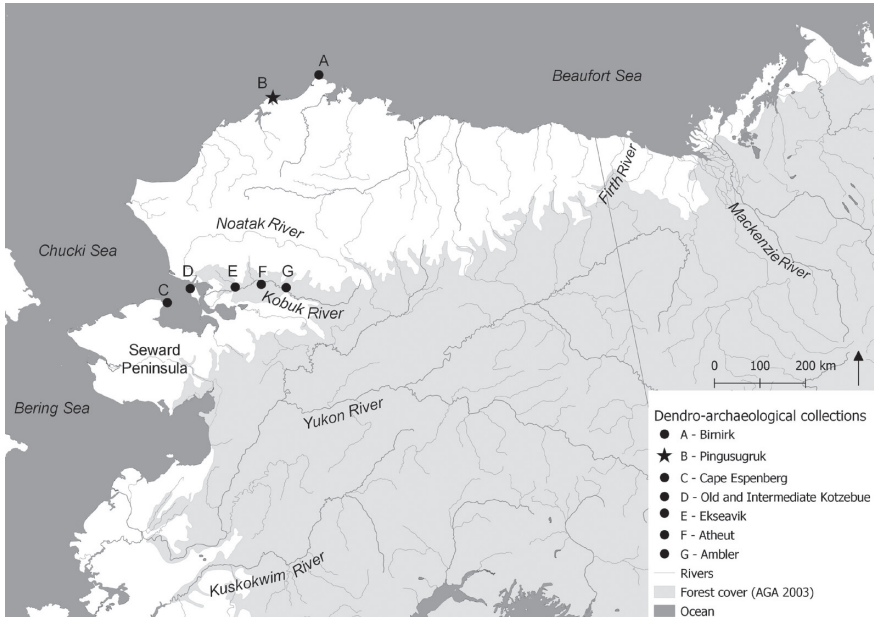 A
B
Beaufort Sea
Firth River
Mackenzie River
Noatak River
Chucki Sea
D
E
F
G
C
Kobuk River
Seward
Peninsula
0 100 200 km
Bering Sea
Yukon River
Dendro-archaeological collections
A - Birnirk
B - Pingusugruk
C - Cape Espenberg
D - Old and Intermediate Kotzebue
E - Ekseavik
F - Atheut
G - Ambler
Rivers
Forest cover (AGA 2003)
Ocean
Kuskokwim River